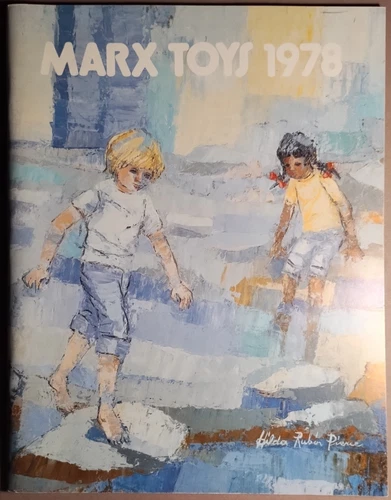 MARX TOYS 1978
Hilda Rubin Pierce